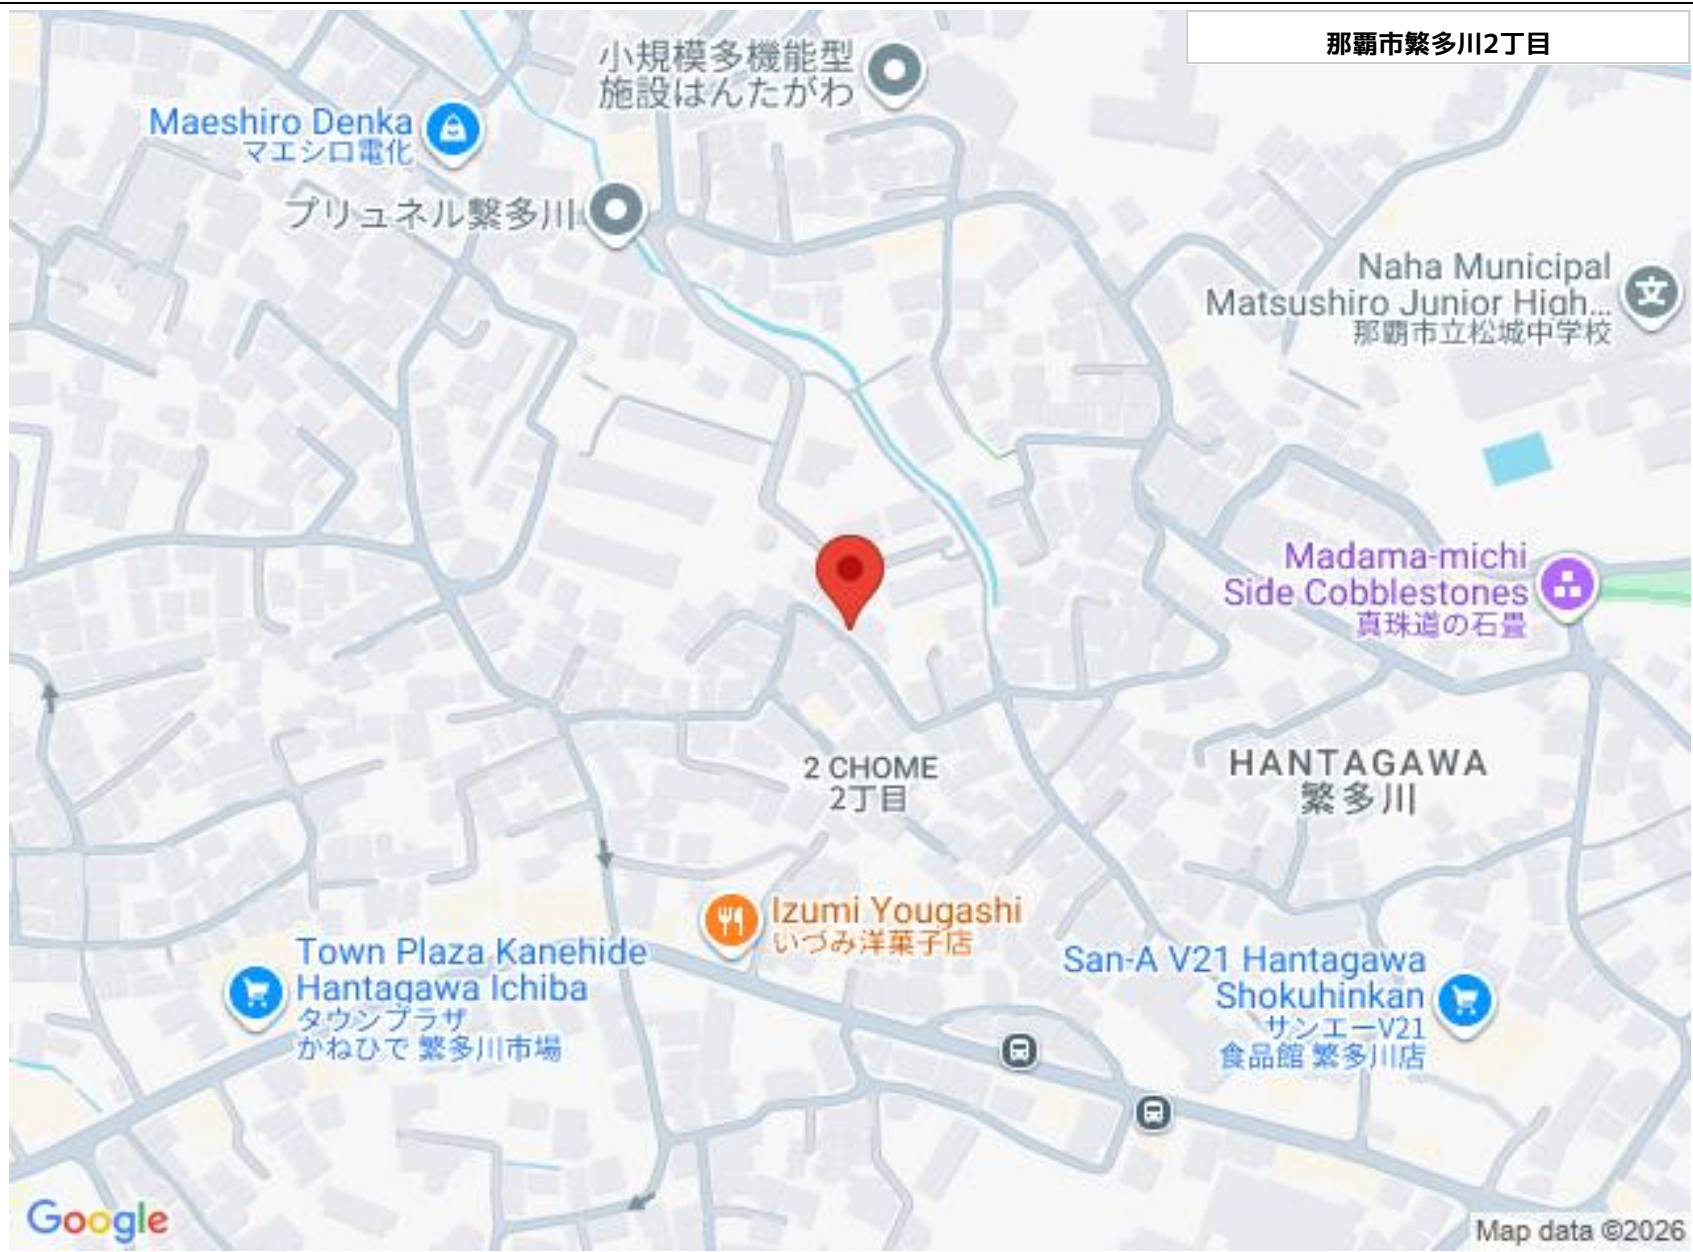 那覇市繁多川2丁目
小規模多機能型
施設はんたがわ
Maeshiro Denka
マエシロ電化
プリュネル繫多川
Naha Municipal
Matsushiro Junior High...
那覇市立松城中学校
Madama-michi
Side Cobblestones
真珠道の石畳
2 CHOME
2丁目
HANTAGAWA
繁多川
Izumi Yougashi
いづみ洋菓子店
Town Plaza Kanehide
Hantagawa Ichiba
タウンプラザ
かねひで 繁多川市場
San-A V21 Hantagawa
Shokuhinkan
サンエーV21
食品館 繁多川店
Google
Map data ©2026